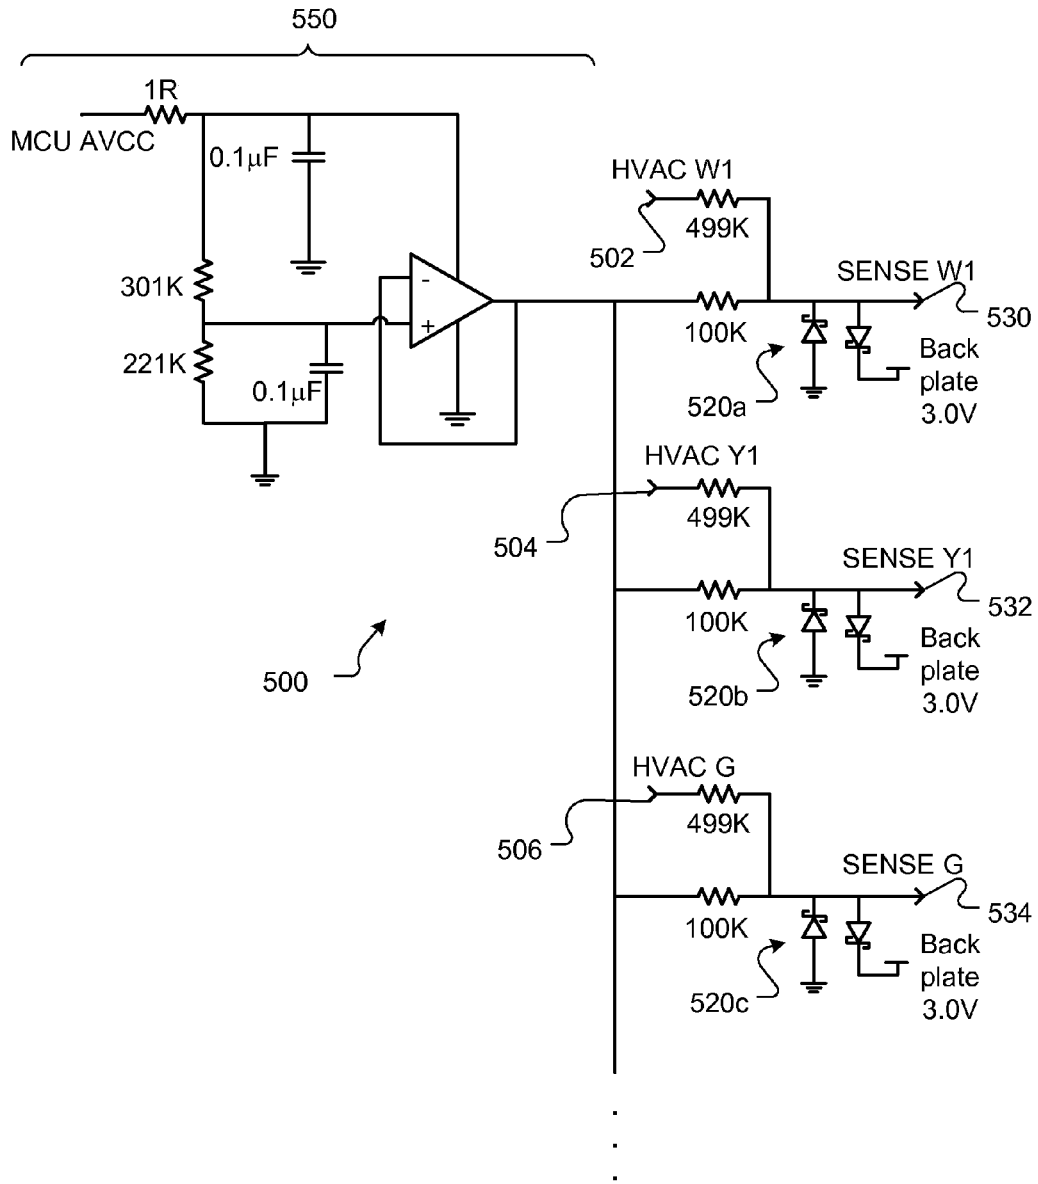 550
1R
MCU AVCC
0.1µF
301K
221K
0.1µF
-
+
HVAC W1
499K
502
SENSE W1
530
100K
520a
Back
plate
3.0V
HVAC Y1
499K
504
SENSE Y1
532
100K
520b
Back
plate
3.0V
500
HVAC G
499K
506
SENSE G
534
100K
520c
Back
plate
3.0V